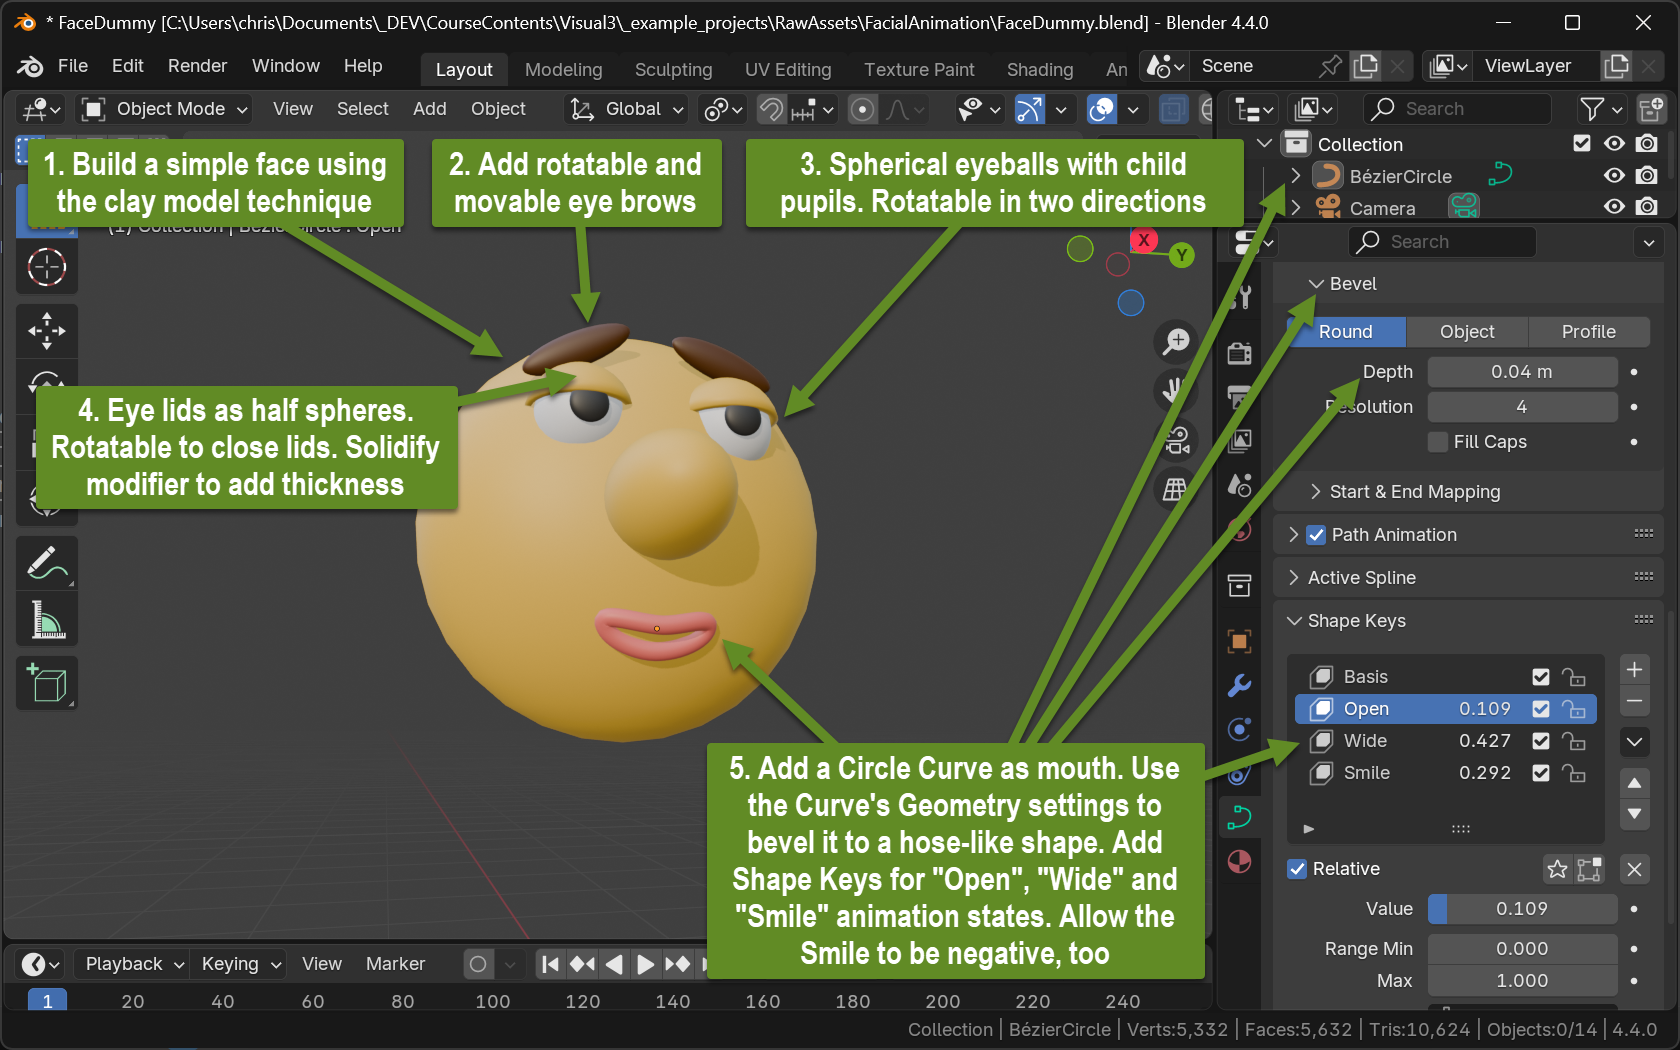 * FaceDummy [C:\Users\chris\Documents\_DEV\CourseContents\Visual3\_example_projects\RawAssets\FacialAnimation\FaceDummy.blend] - Blender 4.4.0
File Edit Render Window Help Layout Modeling Sculpting UV Editing Texture Paint Shading An Scene ViewLayer
Object Mode View Select Add Object Global Search
1. Build a simple face using
the clay model technique
2. Add rotatable and
movable eye brows
3. Spherical eyeballs with child
pupils. Rotatable in two directions
(1) Collection | BézierCircle : Open
X
Y
4. Eye lids as half spheres.
Rotatable to close lids. Solidify
modifier to add thickness
5. Add a Circle Curve as mouth. Use
the Curve's Geometry settings to
bevel it to a hose-like shape. Add
Shape Keys for "Open", "Wide" and
"Smile" animation states. Allow the
Smile to be negative, too
Collection
BézierCircle
Camera
Search
Bevel
Round Object Profile
Depth 0.04 m
Resolution 4
Fill Caps
Start & End Mapping
Path Animation
Active Spline
Shape Keys
Basis
Open 0.109
Wide 0.427
Smile 0.292
Relative
Value 0.109
Range Min 0.000
Max 1.000
Playback Keying View Marker
1 20 40 60 80 100 120 140 160 180 200 220 240
Collection | BézierCircle | Verts:5,332 | Faces:5,632 | Tris:10,624 | Objects:0/14 | 4.4.0